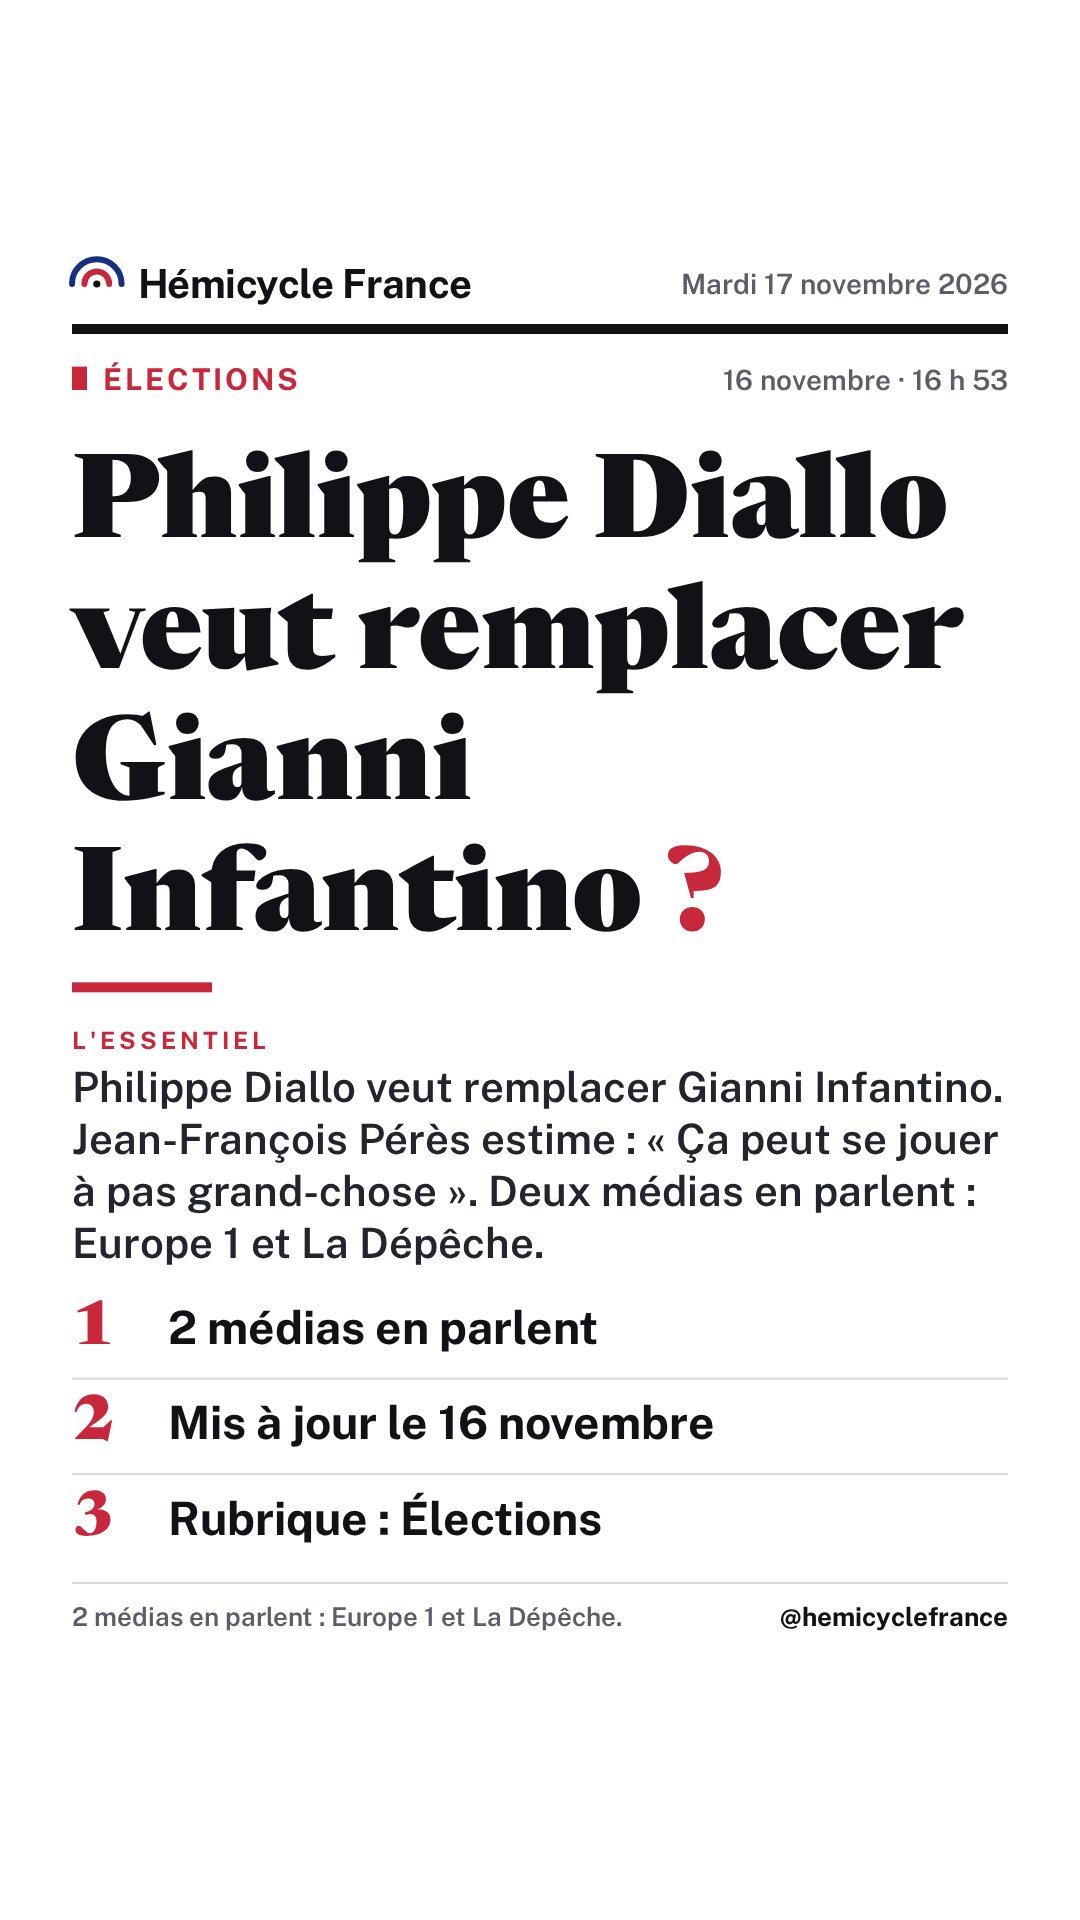 Hémicycle France
Mardi 17 novembre 2026
ÉLECTIONS
16 novembre · 16 h 53
Philippe Diallo
veut remplacer
Gianni
Infantino ?
L'ESSENTIEL
Philippe Diallo veut remplacer Gianni Infantino.
Jean-François Pérès estime : « Ça peut se jouer
à pas grand-chose ». Deux médias en parlent :
Europe 1 et La Dépêche.
1 2 médias en parlent
2 Mis à jour le 16 novembre
3 Rubrique : Élections
2 médias en parlent : Europe 1 et La Dépêche.
@hemicyclefrance